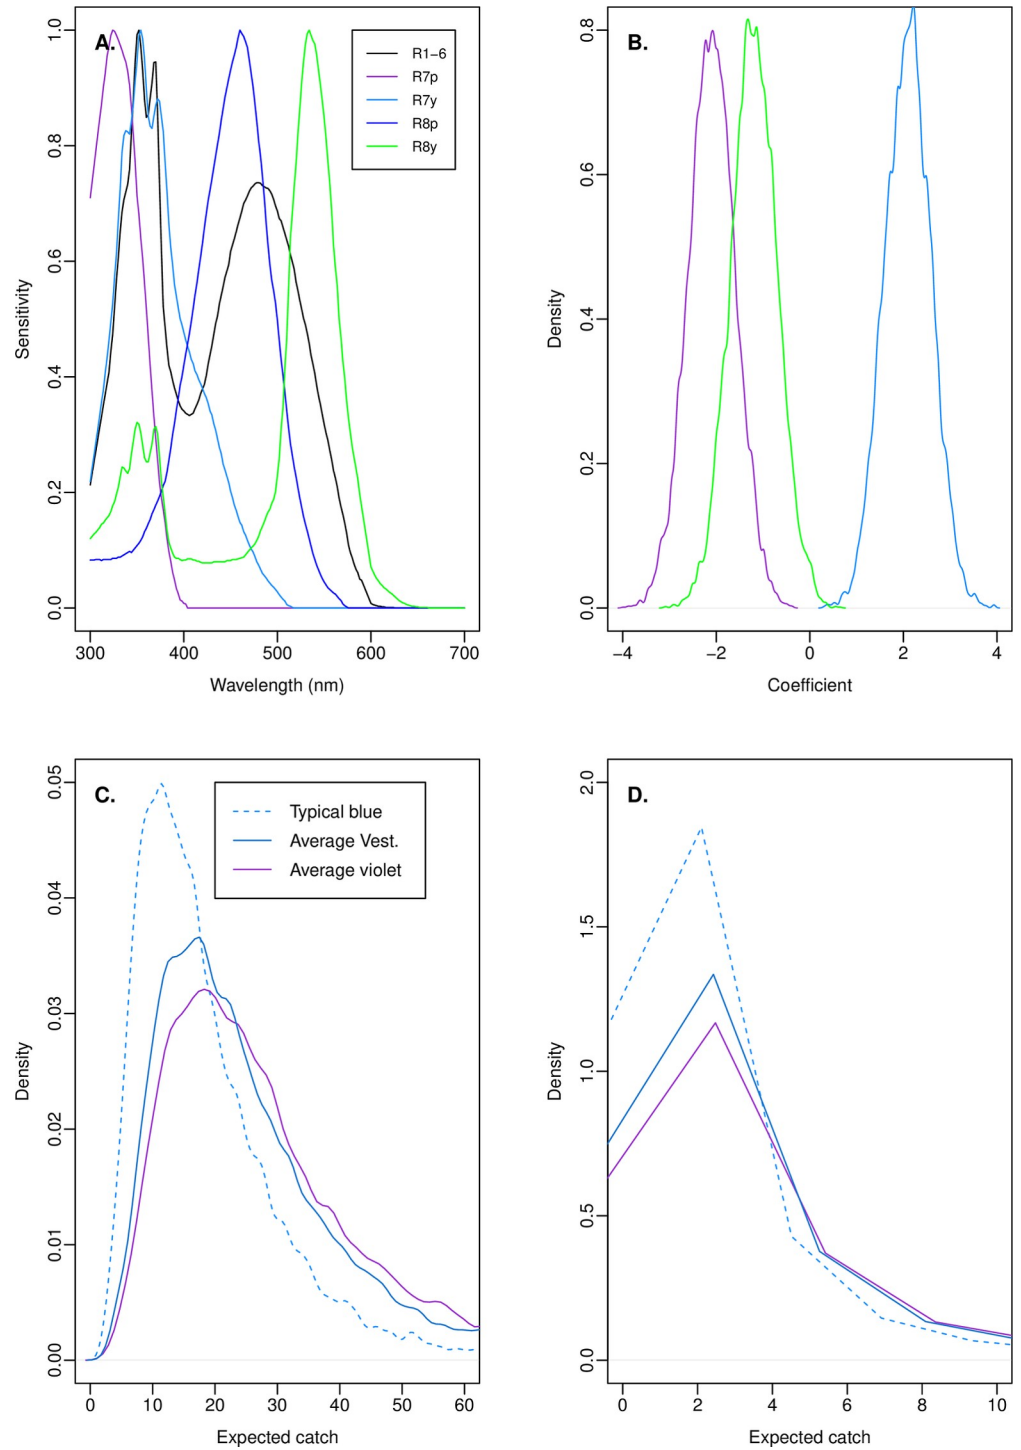 A.
R1−6
R7p
R7y
R8p
R8y
Sensitivity
0.0
0.2
0.4
0.6
0.8
1.0
300
400
500
600
700
Wavelength (nm)
B.
Density
0.0
0.2
0.4
0.6
0.8
−4
−2
0
2
4
Coefficient
C.
Typical blue
Average Vest.
Average violet
Density
0.00
0.01
0.02
0.03
0.04
0.05
0
10
20
30
40
50
60
Expected catch
D.
Density
0.0
0.5
1.0
1.5
2.0
0
2
4
6
8
10
Expected catch